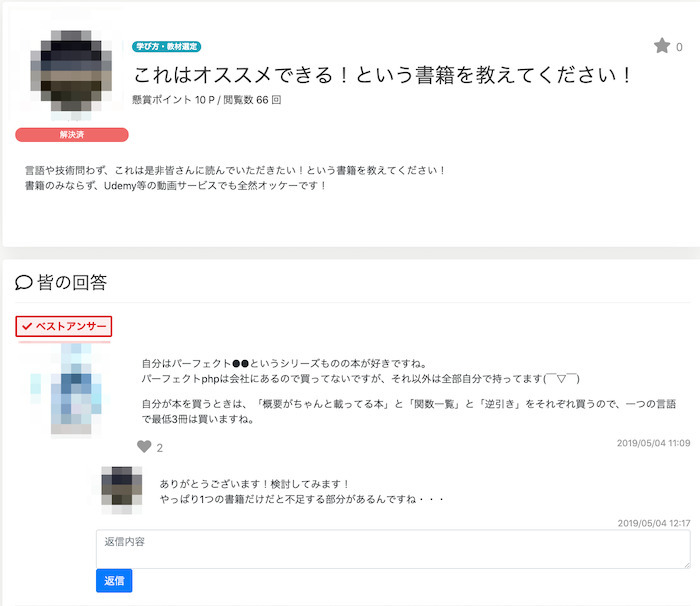 学び方・教材選定
0
これはオススメできる！という書籍を教えてください！
懸賞ポイント 10 P / 閲覧数 66 回
解決済
言語や技術問わず、これは是非皆さんに読んでいただきたい！という書籍を教えてください！
書籍のみならず、Udemy等の動画サービスでも全然オッケーです！
皆の回答
ベストアンサー
自分はパーフェクト●●というシリーズものの本が好きですね。
パーフェクトphpは会社にあるので買ってないですが、それ以外は全部自分で持ってます(￣▽￣)
自分が本を買うときは、「概要がちゃんと載ってる本」と「関数一覧」と「逆引き」をそれぞれ買うので、一つの言語
で最低3冊は買いますね。
2
2019/05/04 11:09
ありがとうございます！検討してみます！
やっぱり1つの書籍だけだと不足する部分があるんですね・・・
2019/05/04 12:17
返信内容
返信